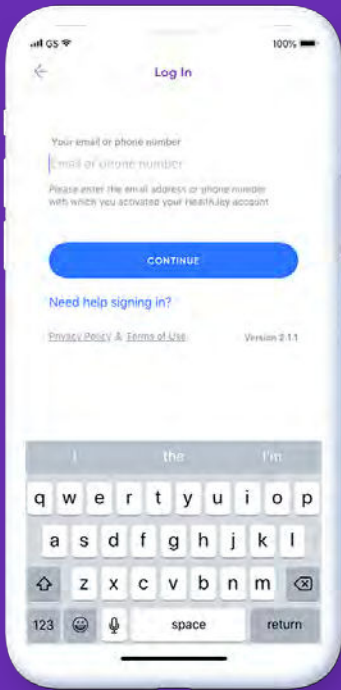 GS 100%
Log In
Your email or phone number
Email or phone number
Please enter the email address or phone number
with which you activated your HealthJoy account
CONTINUE
Need help signing in?
Privacy Policy & Terms of Use Version 2.1.1
I the I'm
q w e r t y u i o p
a s d f g h j k l
z x c v b n m
123 space return